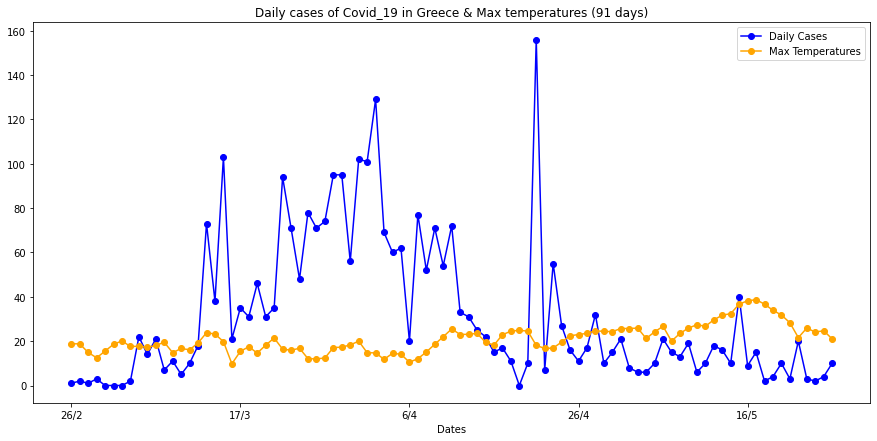 Daily cases of Covid_19 in Greece & Max temperatures (91 days)
Daily Cases
Max Temperatures
160
140
120
100
80
60
40
20
0
26/2 17/3 6/4 26/4 16/5
Dates